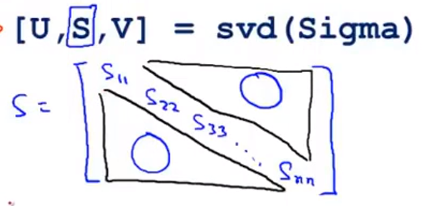 [U,S,V] = svd(Sigma)
S = [ S11 S22 S33 ... Snn ]
0
0